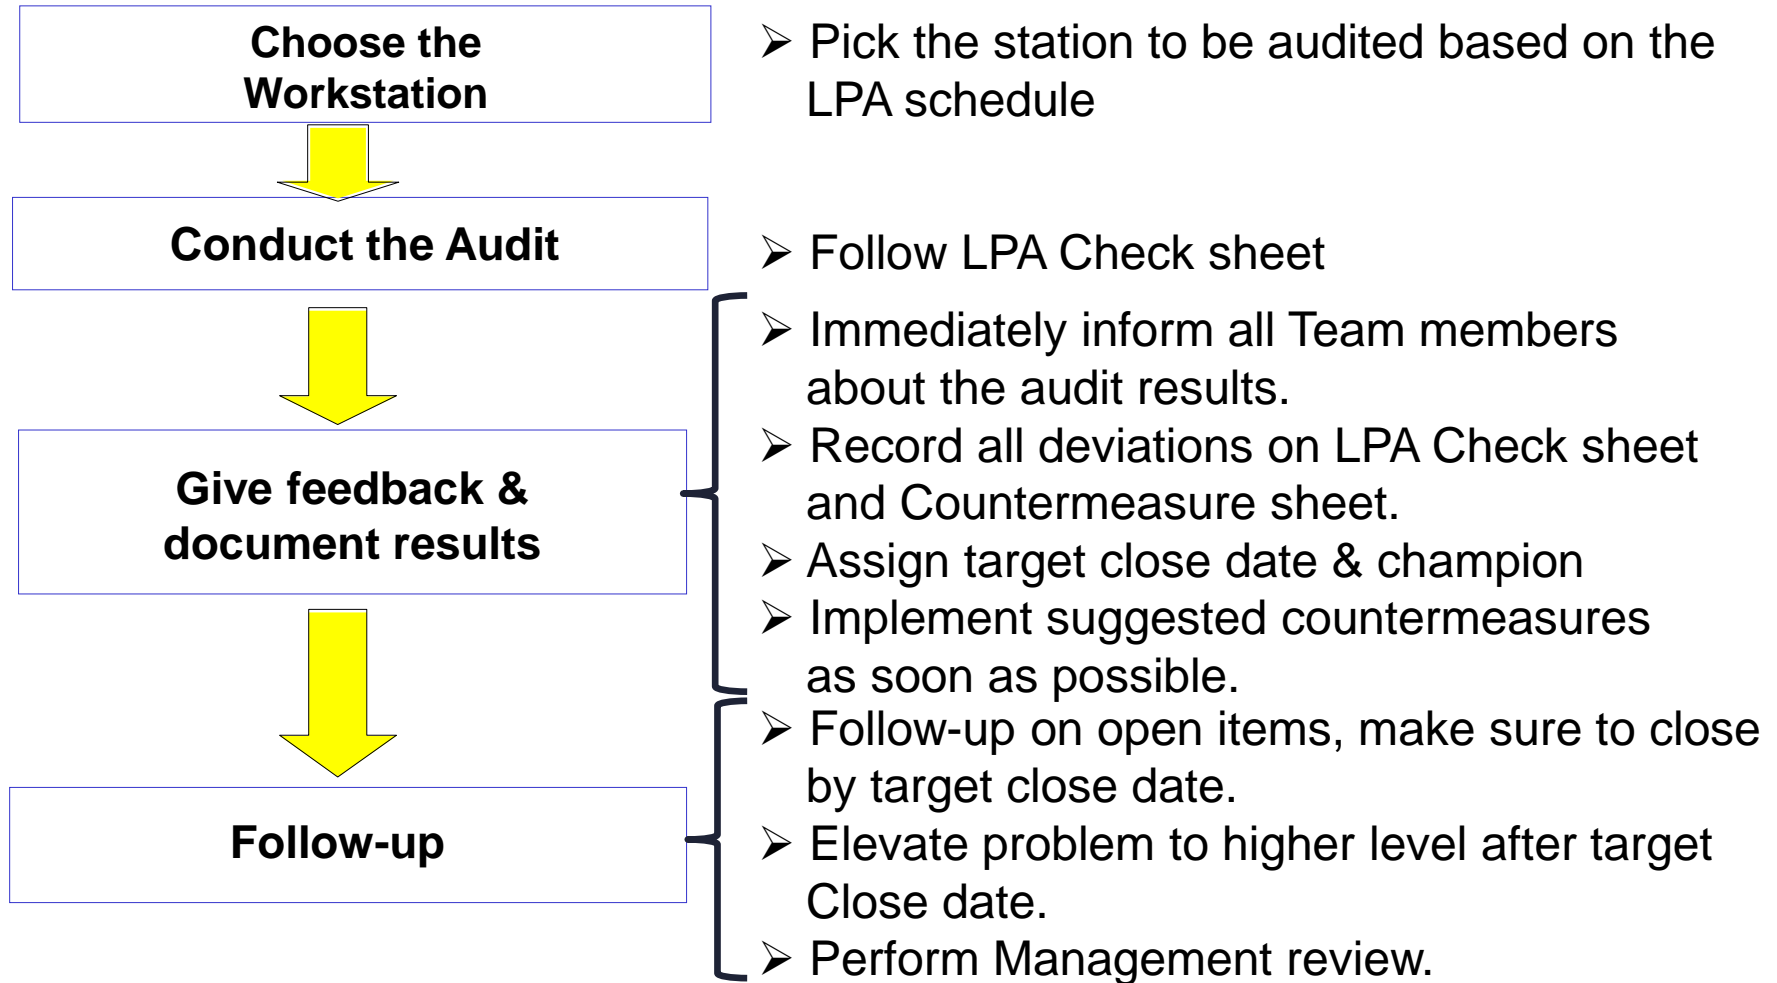 Choose the
Workstation
➢ Pick the station to be audited based on the
LPA schedule
Conduct the Audit
➢ Follow LPA Check sheet
Give feedback &
document results
➢ Immediately inform all Team members
about the audit results.
➢ Record all deviations on LPA Check sheet
and Countermeasure sheet.
➢ Assign target close date & champion
➢ Implement suggested countermeasures
as soon as possible.
Follow-up
➢ Follow-up on open items, make sure to close
by target close date.
➢ Elevate problem to higher level after target
Close date.
➢ Perform Management review.